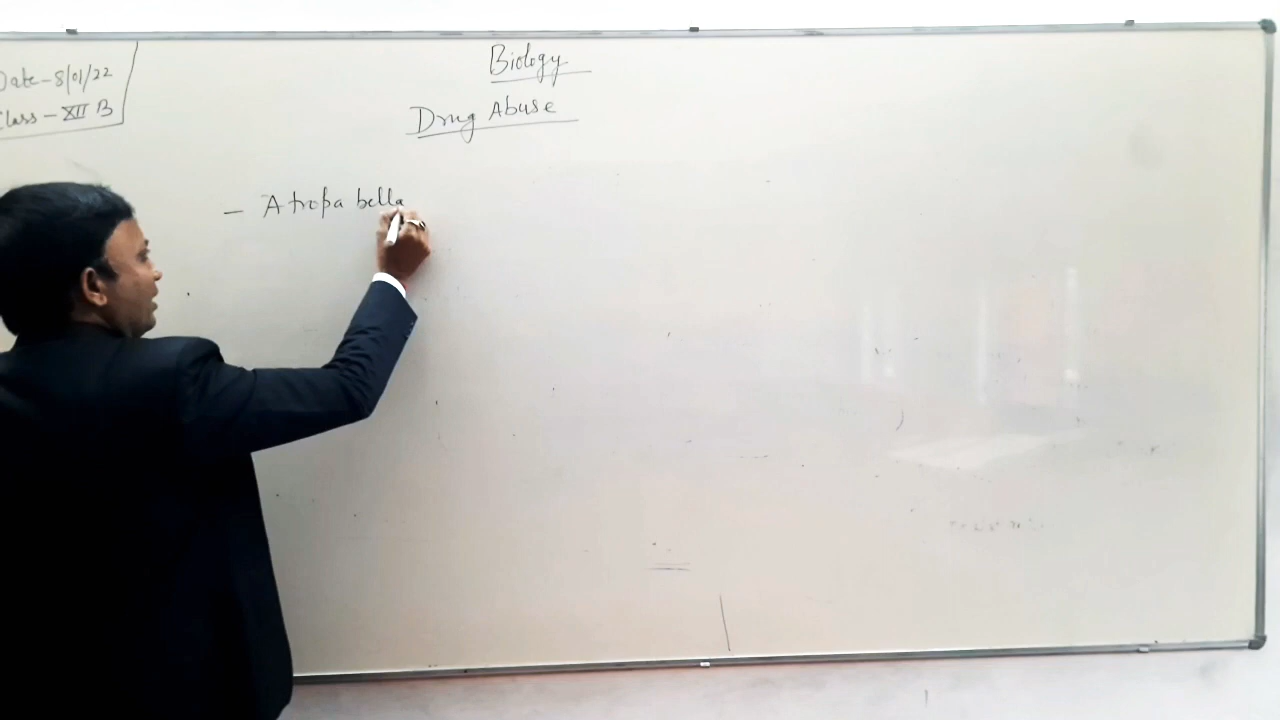 Biology
Date-8/01/22
Class-XII B
Drug Abuse
- Atropa bella